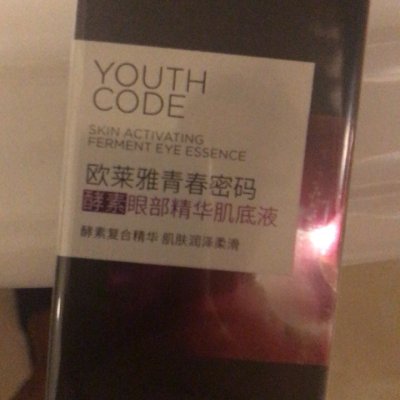 YOUTH
CODE
SKIN ACTIVATING
FERMENT EYE ESSENCE
欧莱雅青春密码
酵素眼部精华肌底液
酵素复合精华 肌肤润泽柔滑